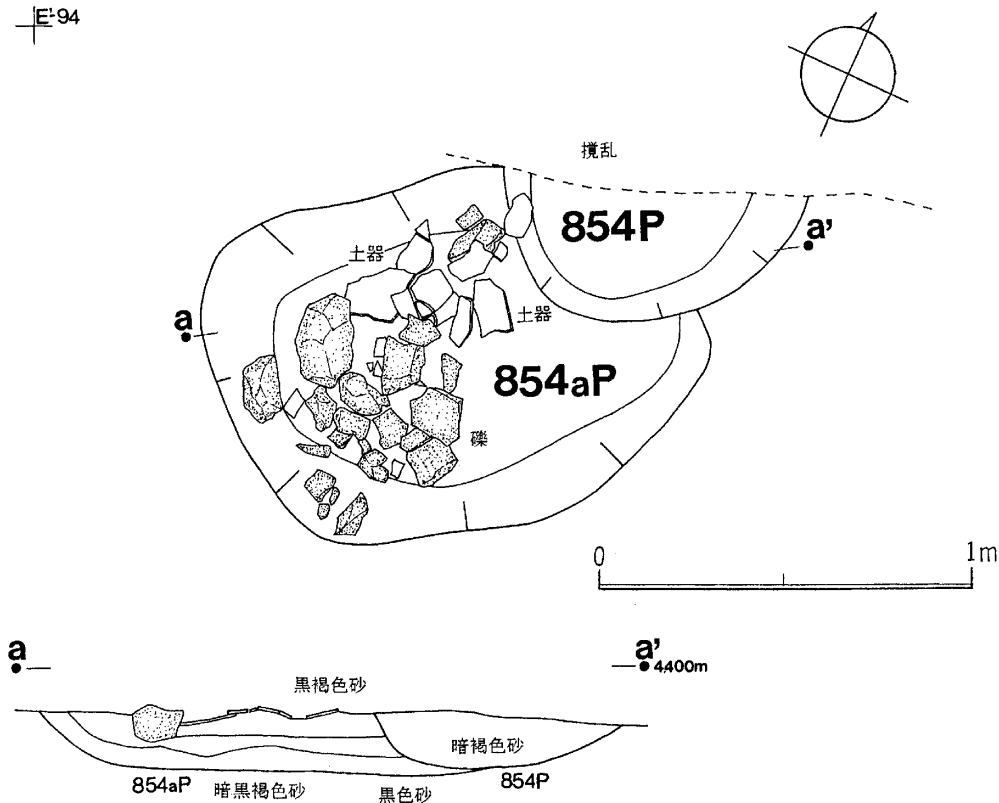 E'-94
攪乱
854P
a'
土器
土器
a
854aP
礫
0 1m
a a'
4.400m
黒褐色砂
暗褐色砂
854aP 暗黒褐色砂 黒色砂 854P